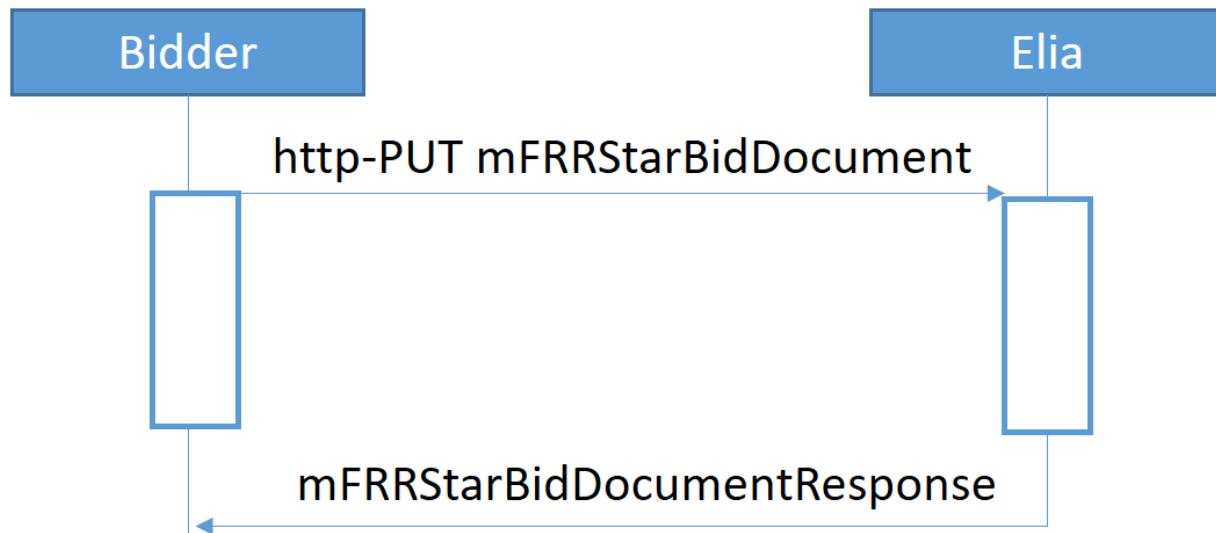 Bidder
Elia
http-PUT mFRRStarBidDocument
mFRRStarBidDocumentResponse